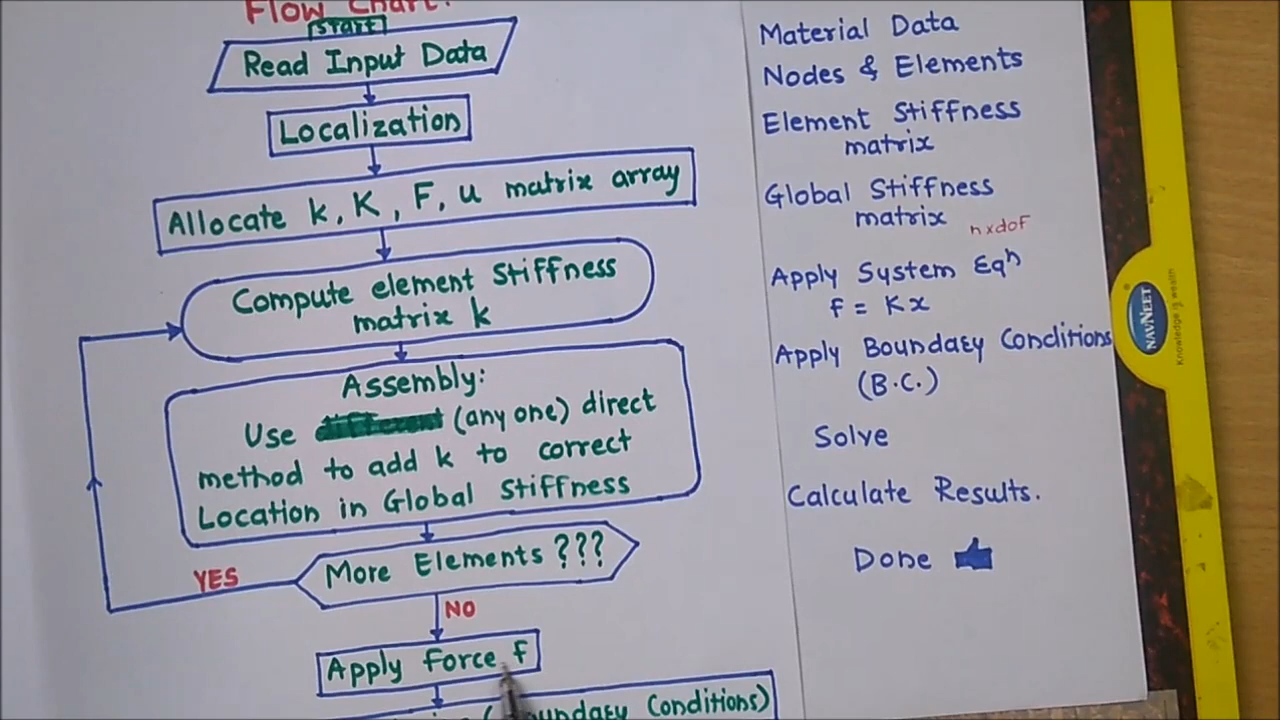 Flow Chart:
Start
Read Input Data
Localization
Allocate k, K, F, u matrix array
Compute element Stiffness
matrix k
Assembly:
Use (any one) direct
method to add k to correct
Location in Global Stiffness
More Elements ???
YES
NO
Apply force f
(Boundary Conditions)
Material Data
Nodes & Elements
Element Stiffness
matrix
Global Stiffness
matrix
n×dof
Apply System Eqn
f = Kx
Apply Boundary Conditions
(B.C.)
Solve
Calculate Results.
Done
NAVNEET
Knowledge is wealth